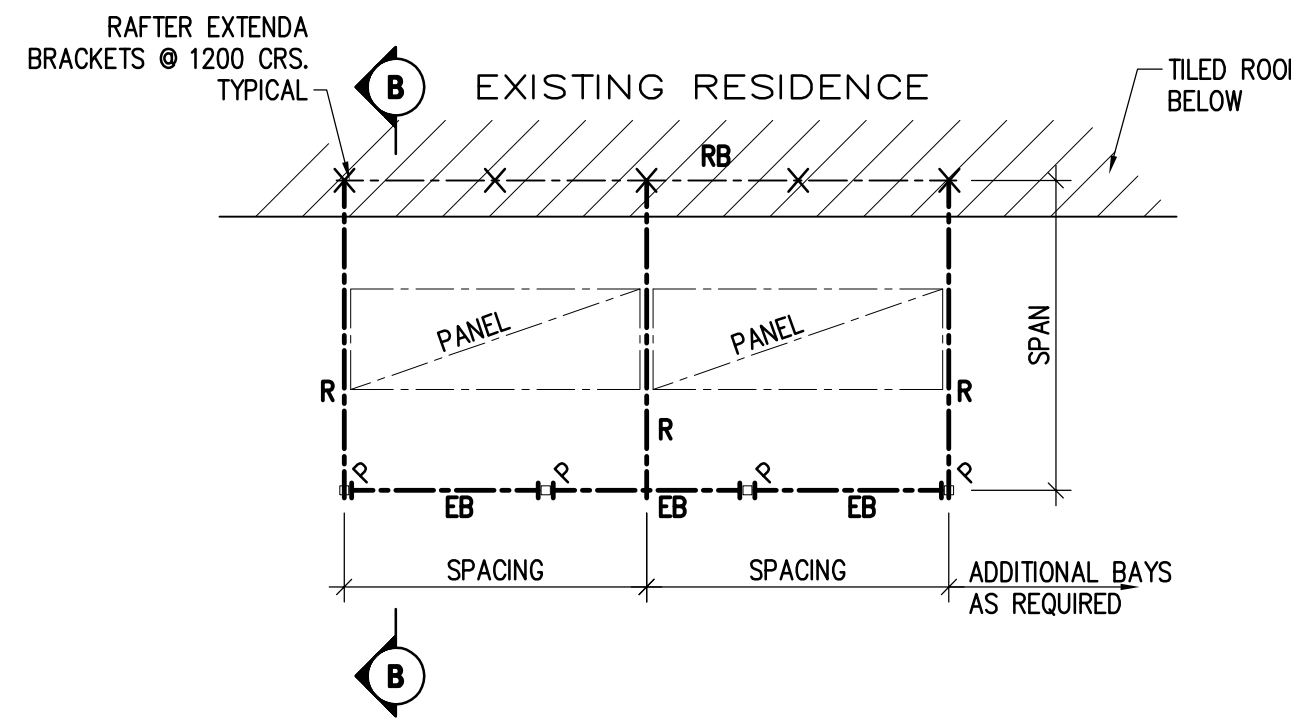 RAFTER EXTENDA
BRACKETS @ 1200 CRS.
TYPICAL
B
EXISTING RESIDENCE
TILED ROO
BELOW
RB
PANEL
PANEL
SPAN
R
R
R
P
P
P
P
EB
EB
EB
SPACING
SPACING
ADDITIONAL BAYS
AS REQUIRED
B